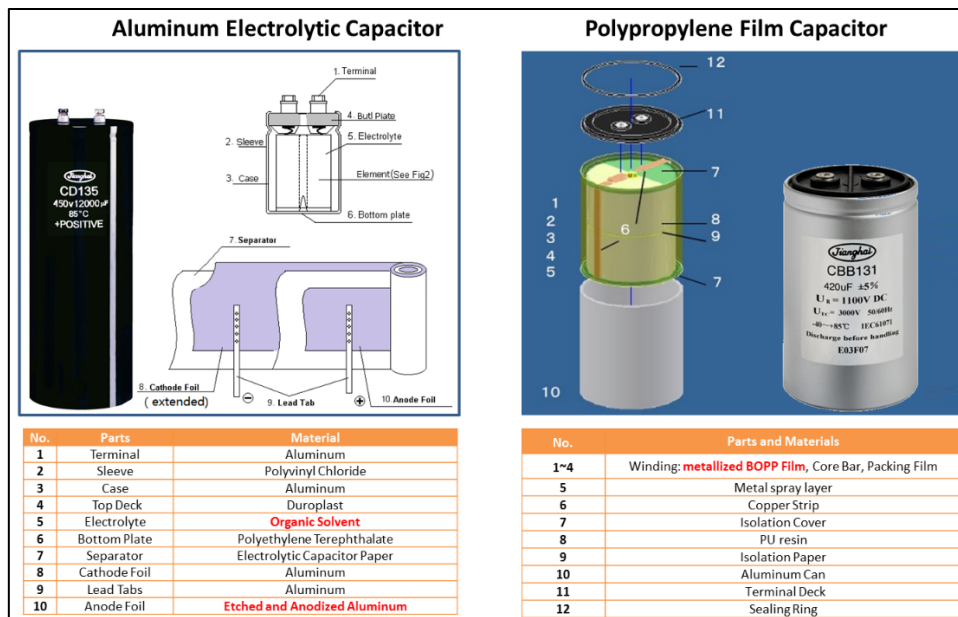 Aluminum Electrolytic Capacitor
1. Terminal
4. Butl Plate
2. Sleeve
5. Electrolyte
Element(See Fig2)
3. Case
6. Bottom plate
Jianghai
CD135
450v12000µF
85°C
+POSITIVE
7. Separator
8. Cathode Foil
( extended)
⊖
9. Lead Tab
⊕
10. Anode Foil
No. Parts Material
1 Terminal Aluminum
2 Sleeve Polyvinyl Chloride
3 Case Aluminum
4 Top Deck Duroplast
5 Electrolyte Organic Solvent
6 Bottom Plate Polyethylene Terephthalate
7 Separator Electrolytic Capacitor Paper
8 Cathode Foil Aluminum
9 Lead Tabs Aluminum
10 Anode Foil Etched and Anodized Aluminum
Polypropylene Film Capacitor
12
11
7
1
2
3
4
5
6
8
9
7
10
Jianghai
CBB131
420uF ±5%
U R = 1100V DC
U TC= 3000V 50/60Hz
-40~+85℃ IEC61071
Discharge before handling
E03F07
No. Parts and Materials
1~4 Winding: metallized BOPP Film, Core Bar, Packing Film
5 Metal spray layer
6 Copper Strip
7 Isolation Cover
8 PU resin
9 Isolation Paper
10 Aluminum Can
11 Terminal Deck
12 Sealing Ring